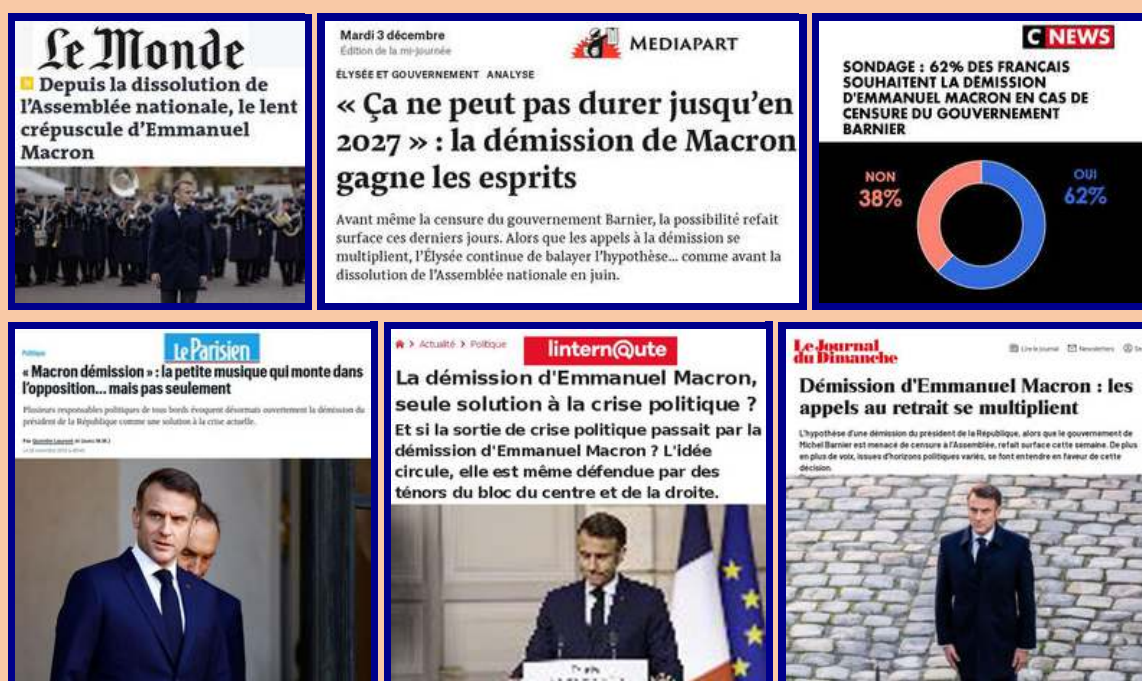 Le Monde
Depuis la dissolution de
l'Assemblée nationale, le lent
crépuscule d'Emmanuel
Macron
Mardi 3 décembre
Édition de la mi-journée
MEDIAPART
ÉLYSÉE ET GOUVERNEMENT ANALYSE
« Ça ne peut pas durer jusqu'en
2027 » : la démission de Macron
gagne les esprits
Avant même la censure du gouvernement Barnier, la possibilité refait
surface ces derniers jours. Alors que les appels à la démission se
multiplient, l'Élysée continue de balayer l'hypothèse... comme avant la
dissolution de l'Assemblée nationale en juin.
CNEWS
SONDAGE : 62% DES FRANÇAIS
SOUHAITENT LA DÉMISSION
D'EMMANUEL MACRON EN CAS DE
CENSURE DU GOUVERNEMENT
BARNIER
NON
38%
OUI
62%
Politique
Le Parisien
« Macron démission » : la petite musique qui monte dans
l'opposition... mais pas seulement
Plusieurs responsables politiques de tous bords évoquent désormais ouvertement la démission du
président de la République comme une solution à la crise actuelle.
Par Quentin Laurent
Actualité > Politique
lintern@ute
La démission d'Emmanuel Macron,
seule solution à la crise politique ?
Et si la sortie de crise politique passait par la
démission d'Emmanuel Macron ? L'idée
circule, elle est même défendue par des
ténors du bloc du centre et de la droite.
Le Journal
du Dimanche
Lire le journal Newsletters
Démission d'Emmanuel Macron : les
appels au retrait se multiplient
L'hypothèse d'une démission du président de la République, alors que le gouvernement de
Michel Barnier est menacé de censure à l'Assemblée, refait surface cette semaine. De plus
en plus de voix, issues d'horizons politiques variés, se font entendre en faveur de cette
décision.